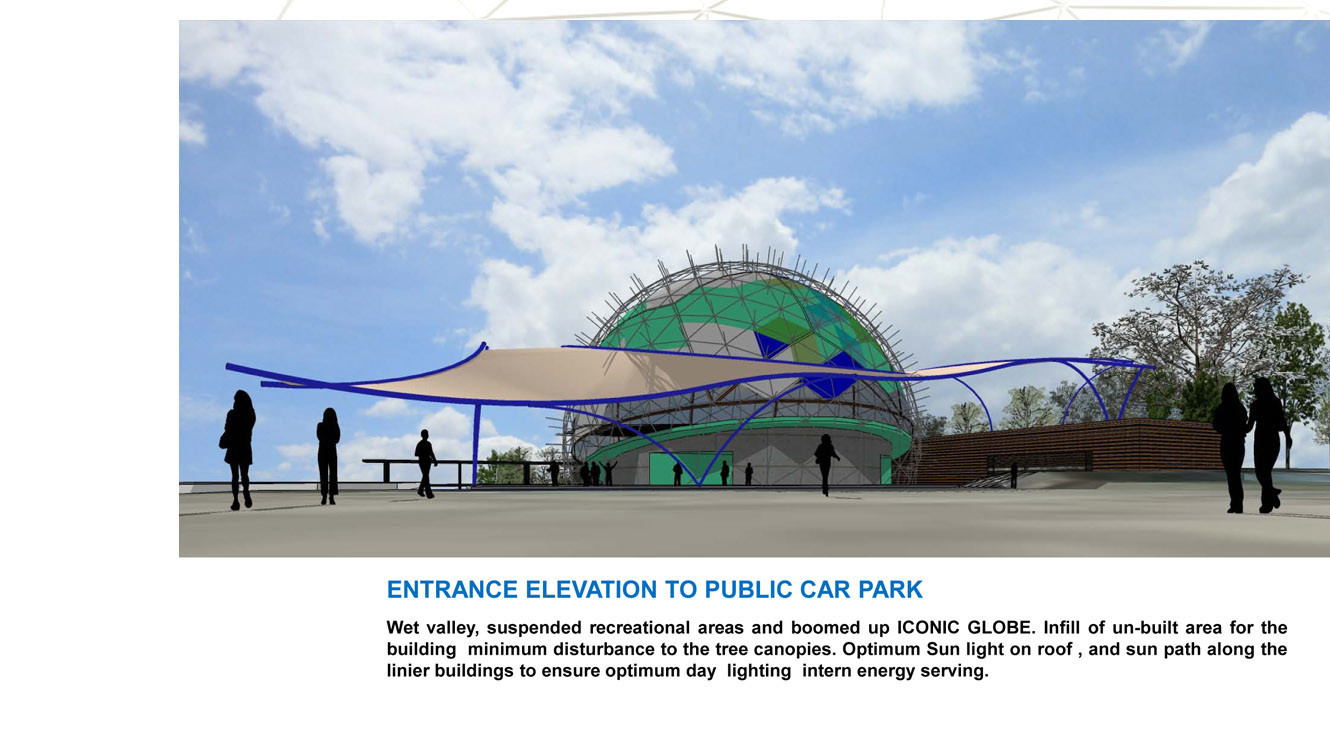 ENTRANCE ELEVATION TO PUBLIC CAR PARK
Wet valley, suspended recreational areas and boomed up ICONIC GLOBE. Infill of un-built area for the
building  minimum disturbance to the tree canopies. Optimum Sun light on roof , and sun path along the
linier buildings to ensure optimum day  lighting  intern energy serving.